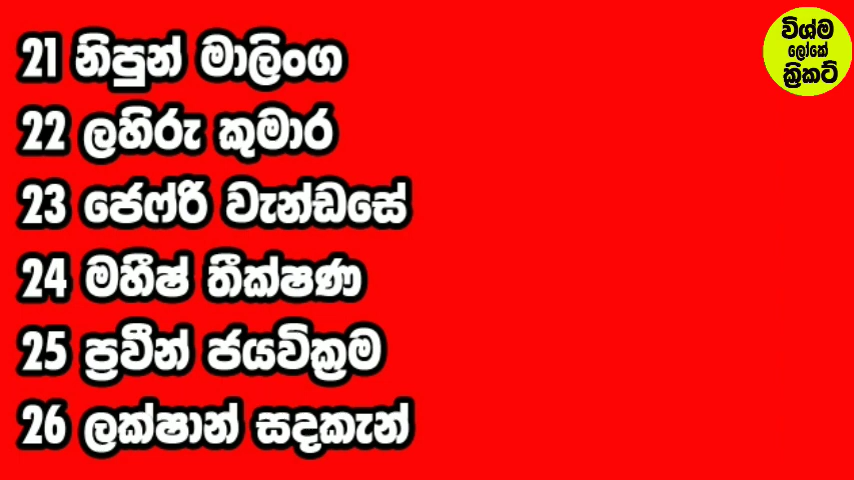 21 නිපුන් මාලිංග
22 ලහිරු කුමාර
23 ජෙෆ්රි වැන්ඩසේ
24 මහීෂ් තීක්ෂණ
25 ප්‍රවීන් ජයවික්‍රම
26 ලක්ෂාන් සදකැන්
විශ්ම
ලෝකේ
ක්‍රිකට්